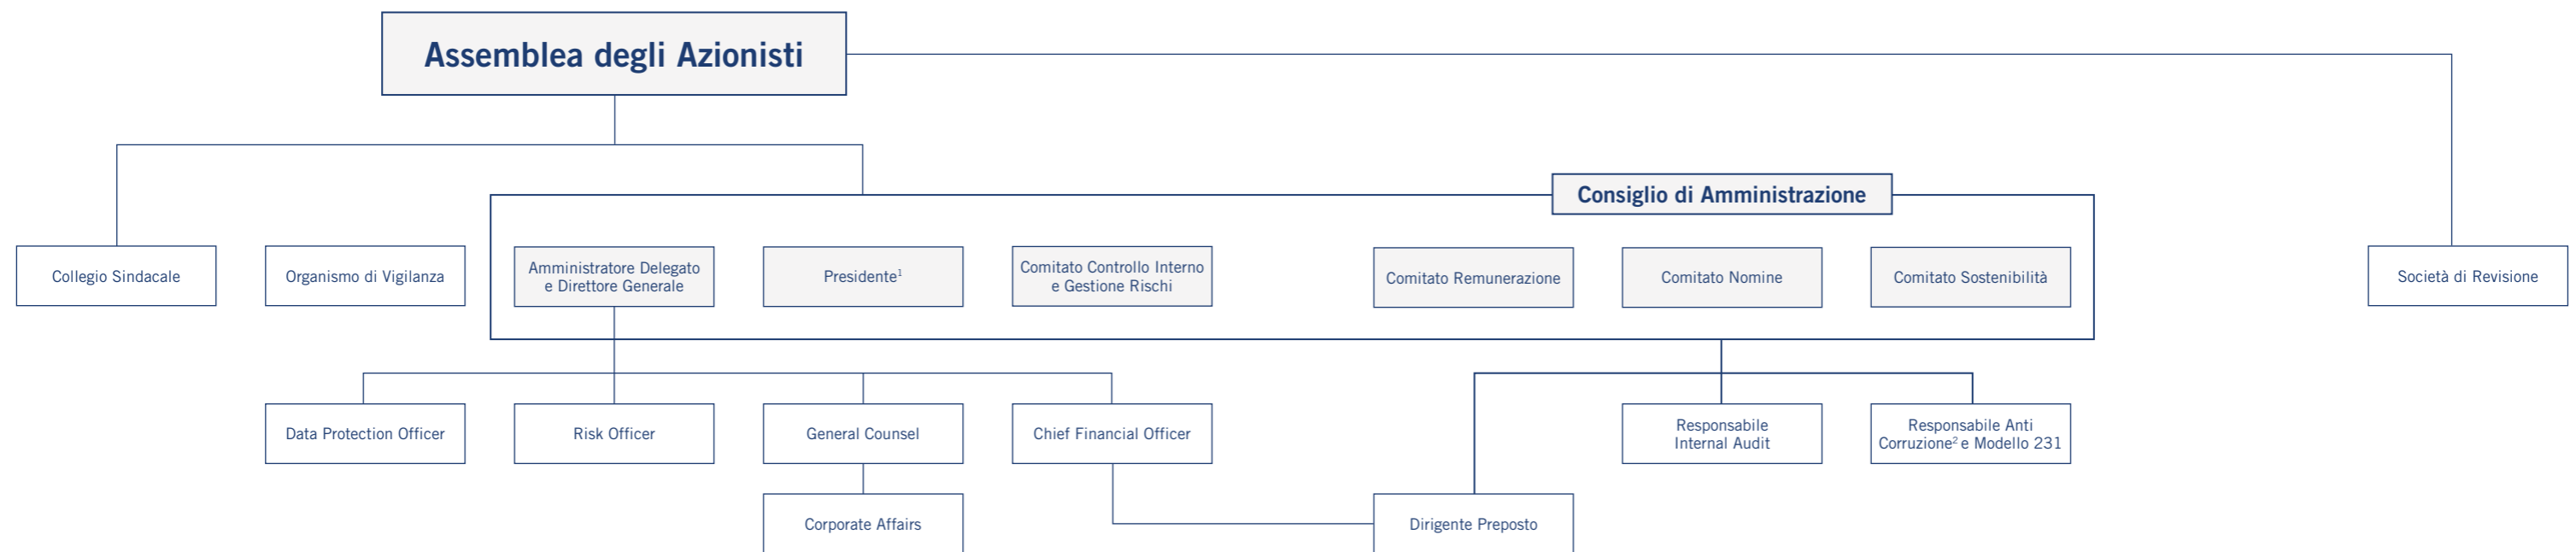 Assemblea degli Azionisti
Consiglio di Amministrazione
Collegio Sindacale
Organismo di Vigilanza
Amministratore Delegato
e Direttore Generale
Presidente¹
Comitato Controllo Interno
e Gestione Rischi
Comitato Remunerazione
Comitato Nomine
Comitato Sostenibilità
Società di Revisione
Data Protection Officer
Risk Officer
General Counsel
Chief Financial Officer
Responsabile
Internal Audit
Responsabile Anti
Corruzione² e Modello 231
Corporate Affairs
Dirigente Preposto